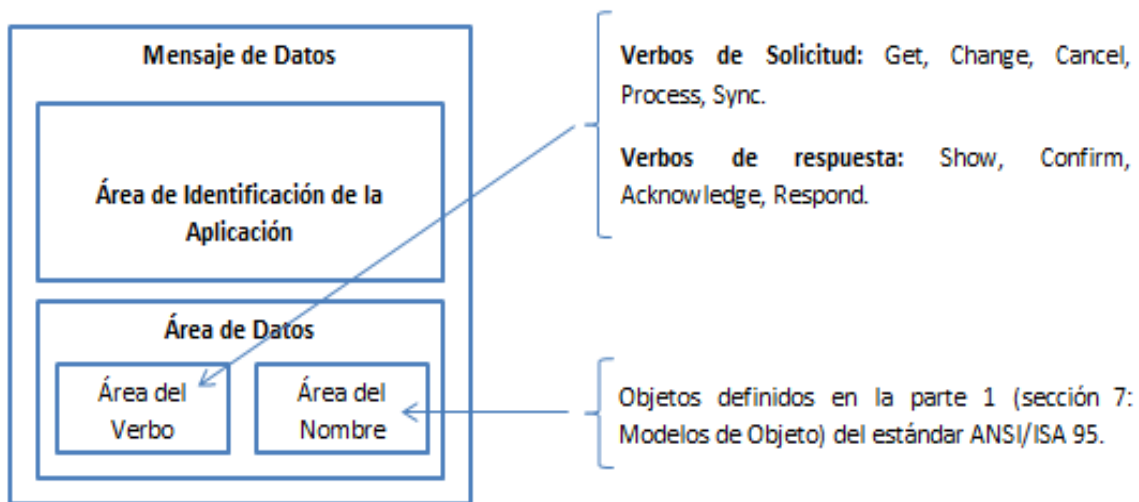 Mensaje de Datos
Área de Identificación de la
Aplicación
Área de Datos
Área del
Verbo
Área del
Nombre
Verbos de Solicitud: Get, Change, Cancel,
Process, Sync.
Verbos de respuesta: Show, Confirm,
Acknowledge, Respond.
Objetos definidos en la parte 1 (sección 7:
Modelos de Objeto) del estándar ANSI/ISA 95.